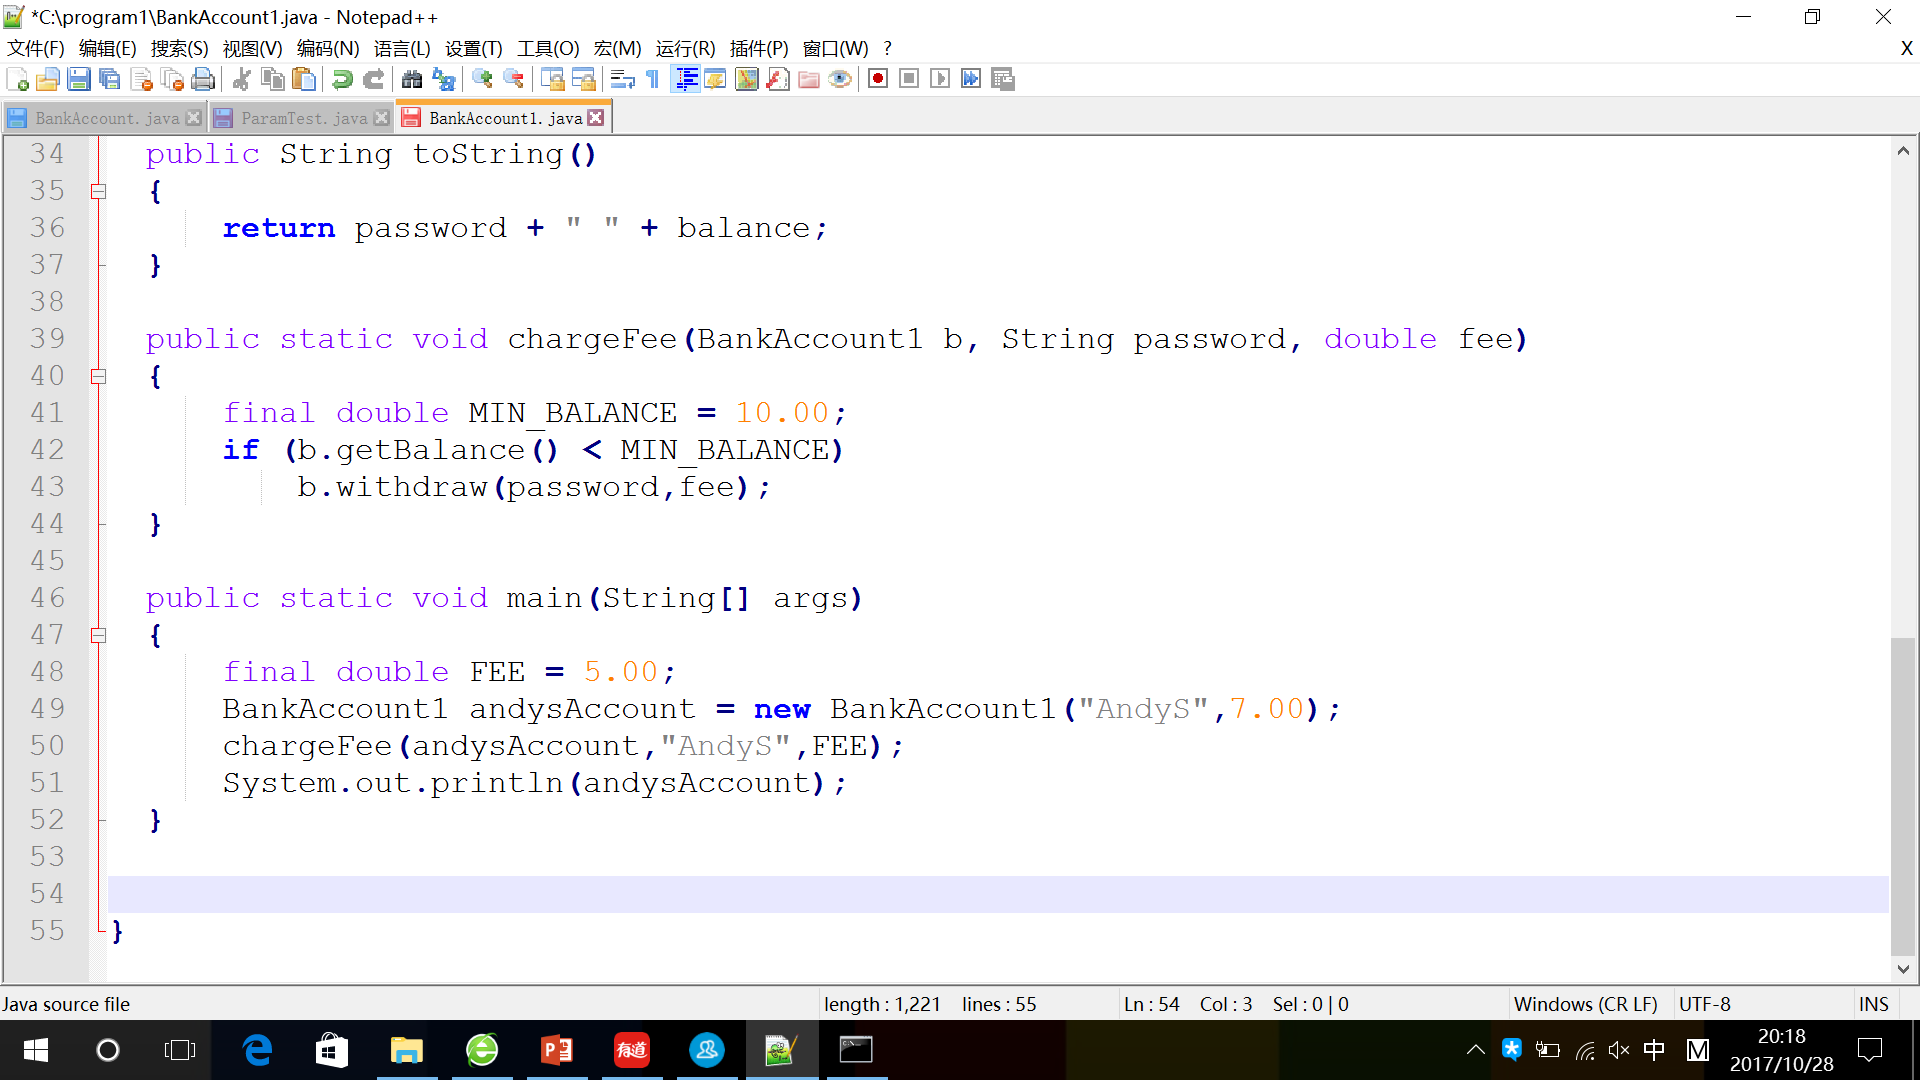 *C:\program1\BankAccount1.java - Notepad++
文件(F) 编辑(E) 搜索(S) 视图(V) 编码(N) 语言(L) 设置(T) 工具(O) 宏(M) 运行(R) 插件(P) 窗口(W) ? X
BankAccount.java ParamTest.java BankAccount1.java
34 public String toString()
35 {
36 return password + " " + balance;
37 }
38
39 public static void chargeFee(BankAccount1 b, String password, double fee)
40 {
41 final double MIN_BALANCE = 10.00;
42 if (b.getBalance() < MIN_BALANCE)
43 b.withdraw(password,fee);
44 }
45
46 public static void main(String[] args)
47 {
48 final double FEE = 5.00;
49 BankAccount1 andysAccount = new BankAccount1("AndyS",7.00);
50 chargeFee(andysAccount,"AndyS",FEE);
51 System.out.println(andysAccount);
52 }
53
54
55 }
Java source file length : 1,221 lines : 55 Ln : 54 Col : 3 Sel : 0 | 0 Windows (CR LF) UTF-8 INS
有道 中 M 20:18
2017/10/28